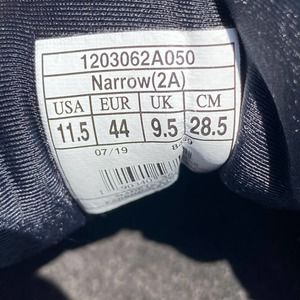 1203062A050
Narrow(2A)
USA EUR UK CM
11.5 44 9.5 28.5
07/19